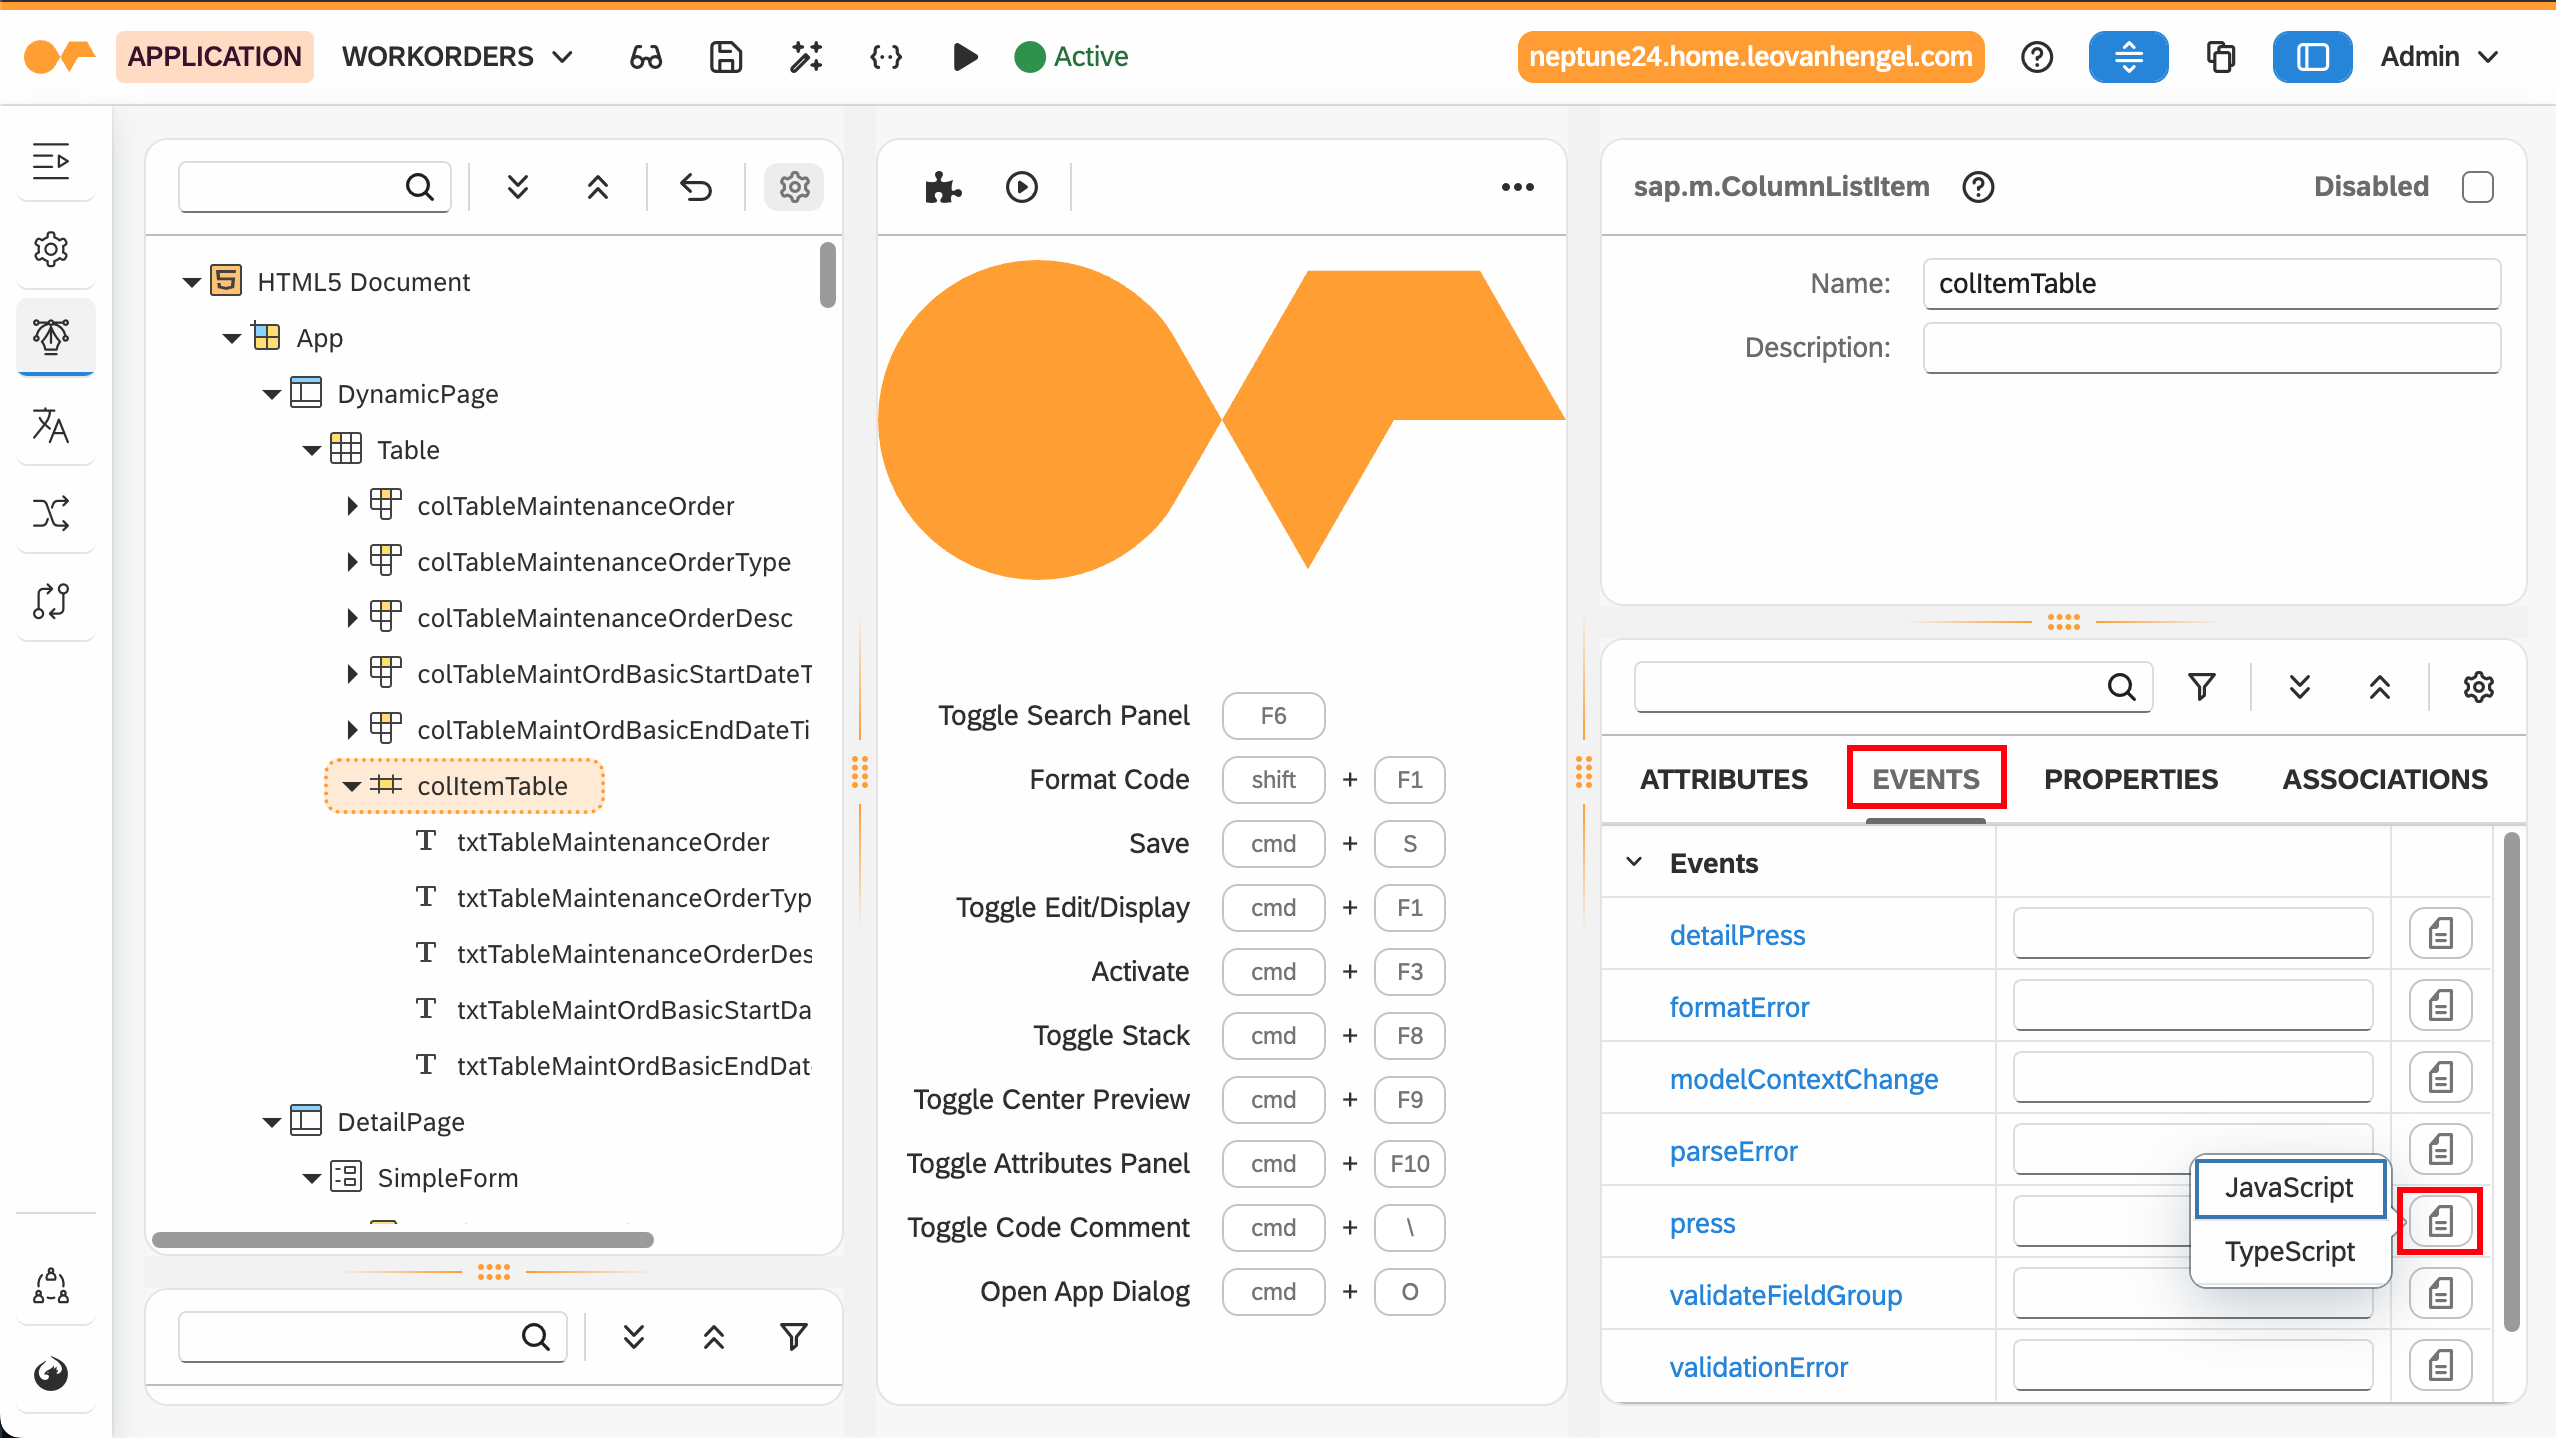 APPLICATION WORKORDERS Active neptune24.home.leovanhengel.com Admin
HTML5 Document
App
DynamicPage
Table
colTableMaintenanceOrder
colTableMaintenanceOrderType
colTableMaintenanceOrderDesc
colTableMaintOrdBasicStartDateT
colTableMaintOrdBasicEndDateTi
colItemTable
txtTableMaintenanceOrder
txtTableMaintenanceOrderTyp
txtTableMaintenanceOrderDes
txtTableMaintOrdBasicStartDa
txtTableMaintOrdBasicEndDat
DetailPage
SimpleForm
Toggle Search Panel F6
Format Code shift + F1
Save cmd + S
Toggle Edit/Display cmd + F1
Activate cmd + F3
Toggle Stack cmd + F8
Toggle Center Preview cmd + F9
Toggle Attributes Panel cmd + F10
Toggle Code Comment cmd + \
Open App Dialog cmd + O
sap.m.ColumnListItem Disabled
Name: colItemTable
Description:
ATTRIBUTES EVENTS PROPERTIES ASSOCIATIONS
Events
detailPress
formatError
modelContextChange
parseError
press
validateFieldGroup
validationError
JavaScript
TypeScript